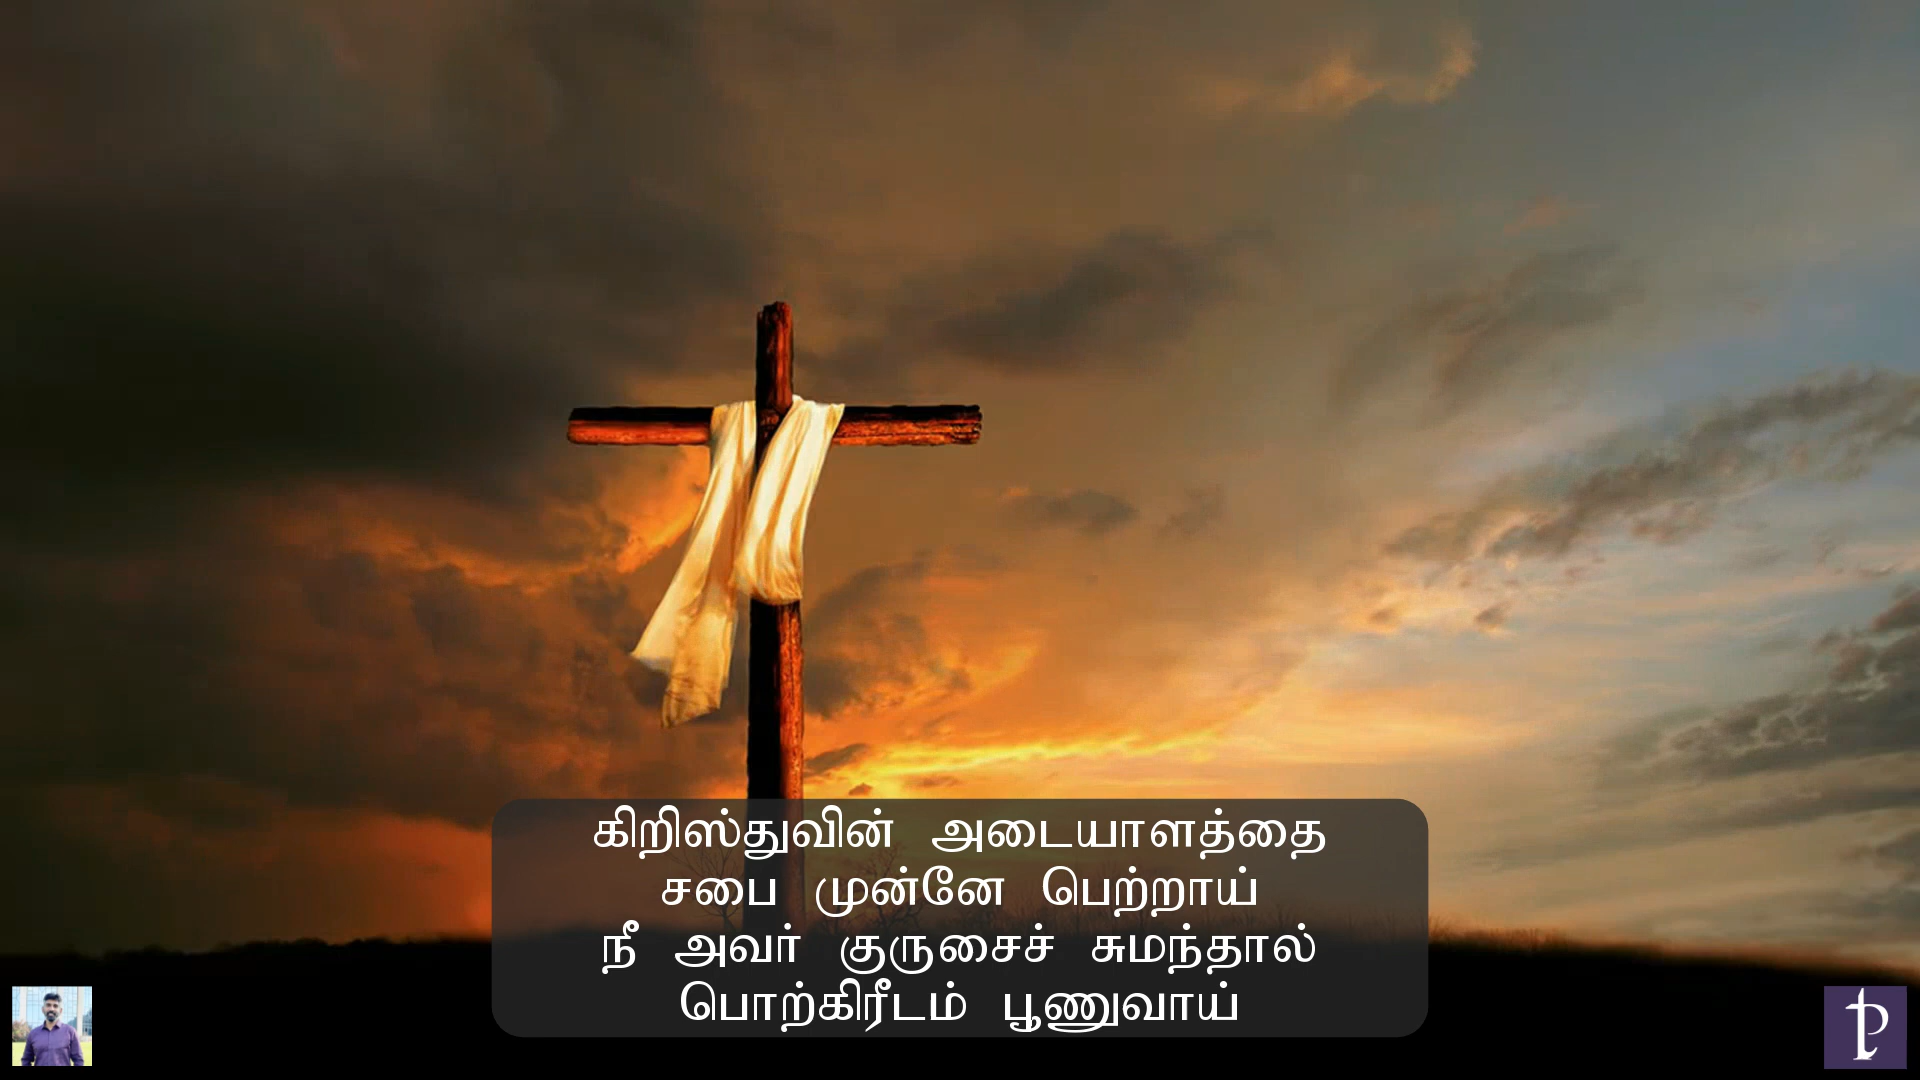 கிறிஸ்துவின் அடையாளத்தை
சபை முன்னே பெற்றாய்
நீ அவர் குருசைச் சுமந்தால்
பொற்கிரீடம் பூணுவாய்